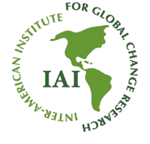 INTER-AMERICAN INSTITUTE
FOR GLOBAL CHANGE RESEARCH
IAI